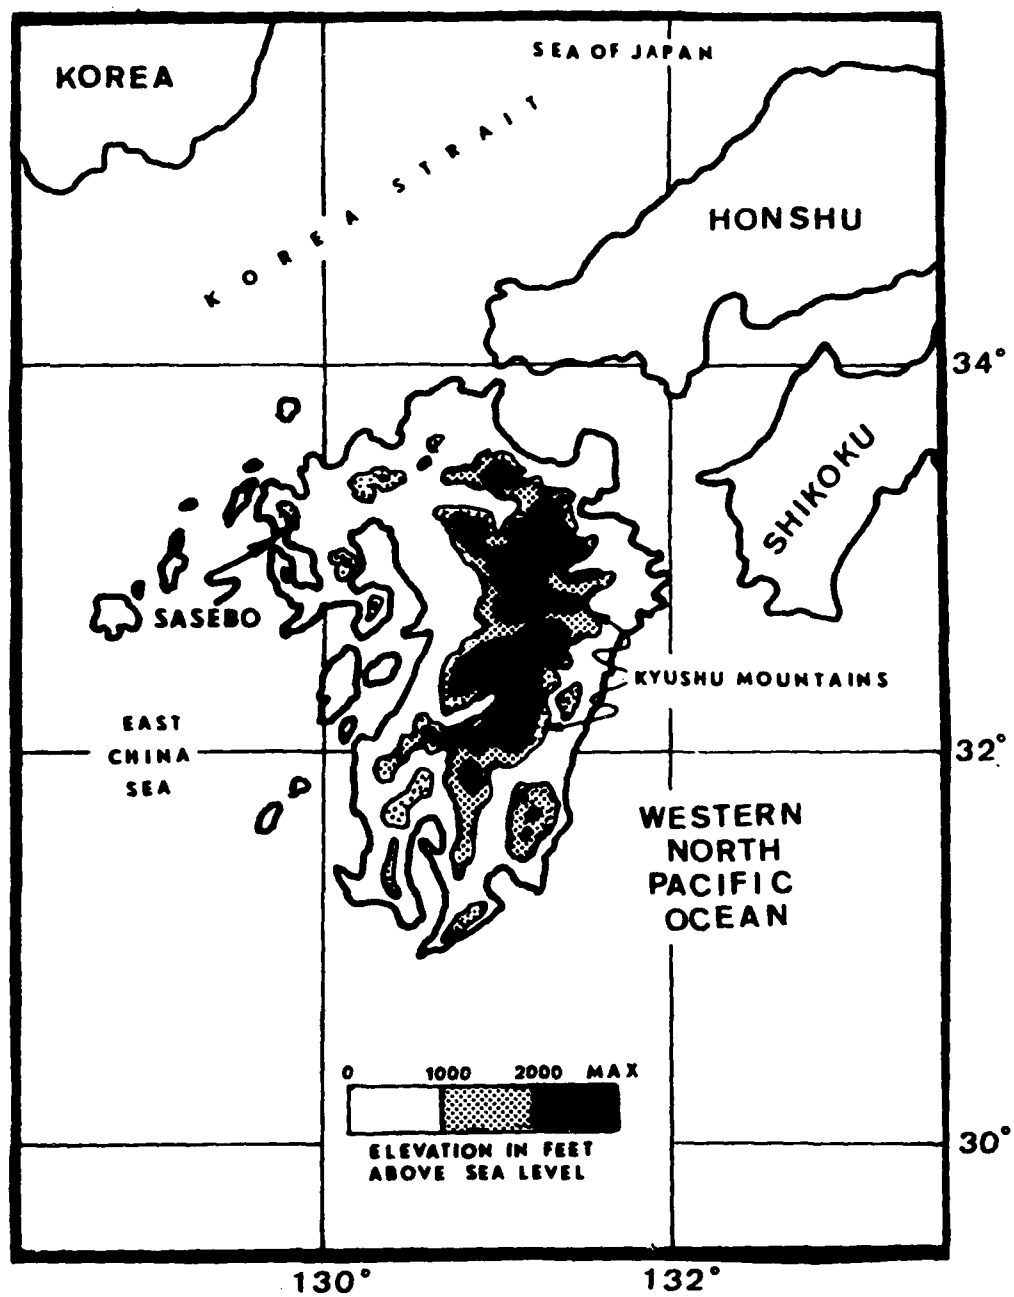 SEA OF JAPAN
KOREA
KOREA STRAIT
HONSHU
34°
SHIKOKU
SASEBO
KYUSHU MOUNTAINS
EAST
CHINA
SEA
32°
WESTERN
NORTH
PACIFIC
OCEAN
0 1000 2000 MAX
ELEVATION IN FEET
ABOVE SEA LEVEL
30°
130° 132°